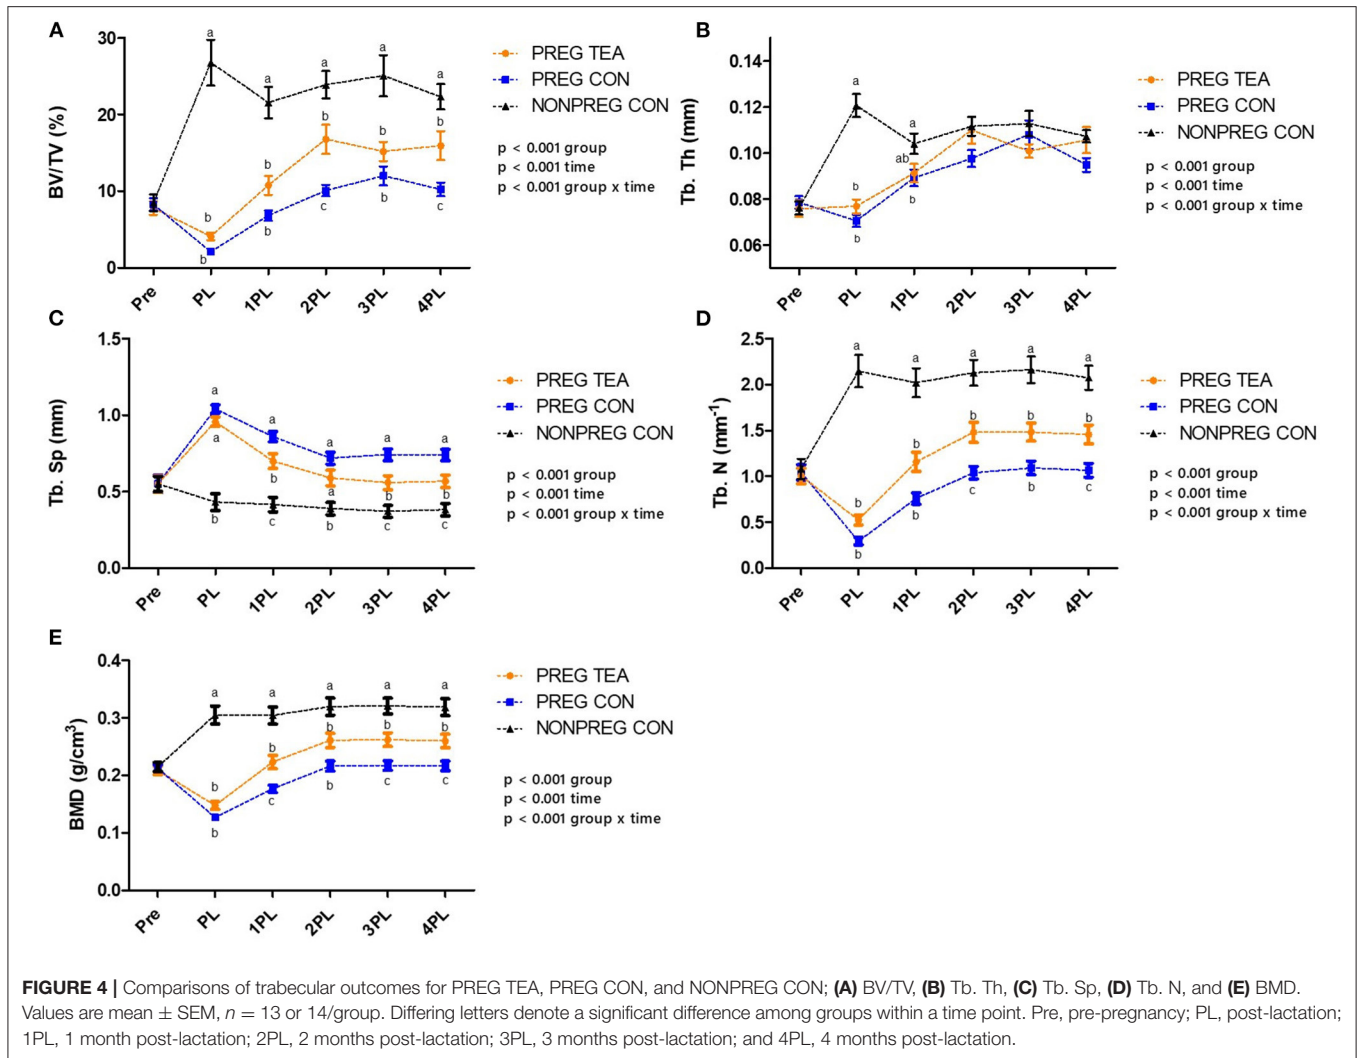 A
30
20
10
0
BV/TV (%)
a
a
a
a
a
b
b
b
b
b
b
b
c
b
c
Pre
PL
1PL
2PL
3PL
4PL
PREG TEA
PREG CON
NONPREG CON
p < 0.001 group
p < 0.001 time
p < 0.001 group x time
B
0.14
0.12
0.10
0.08
0.06
Tb. Th (mm)
a
a
ab
b
b
b
Pre
PL
1PL
2PL
3PL
4PL
PREG TEA
PREG CON
NONPREG CON
p < 0.001 group
p < 0.001 time
p < 0.001 group x time
C
1.5
1.0
0.5
0.0
Tb. Sp (mm)
a
a
a
a
a
a
b
a
b
b
b
c
b
c
c
Pre
PL
1PL
2PL
3PL
4PL
PREG TEA
PREG CON
NONPREG CON
p < 0.001 group
p < 0.001 time
p < 0.001 group x time
D
2.5
2.0
1.5
1.0
0.5
0.0
Tb. N (mm-1)
a
a
a
a
a
b
b
b
b
b
b
b
c
b
c
Pre
PL
1PL
2PL
3PL
4PL
PREG TEA
PREG CON
NONPREG CON
p < 0.001 group
p < 0.001 time
p < 0.001 group x time
E
0.4
0.3
0.2
0.1
0.0
BMD (g/cm3)
a
a
a
a
a
b
b
b
b
b
b
c
b
c
c
Pre
PL
1PL
2PL
3PL
4PL
PREG TEA
PREG CON
NONPREG CON
p < 0.001 group
p < 0.001 time
p < 0.001 group x time
FIGURE 4 | Comparisons of trabecular outcomes for PREG TEA, PREG CON, and NONPREG CON; (A) BV/TV, (B) Tb. Th, (C) Tb. Sp, (D) Tb. N, and (E) BMD.
Values are mean ± SEM, n = 13 or 14/group. Differing letters denote a significant difference among groups within a time point. Pre, pre-pregnancy; PL, post-lactation;
1PL, 1 month post-lactation; 2PL, 2 months post-lactation; 3PL, 3 months post-lactation; and 4PL, 4 months post-lactation.